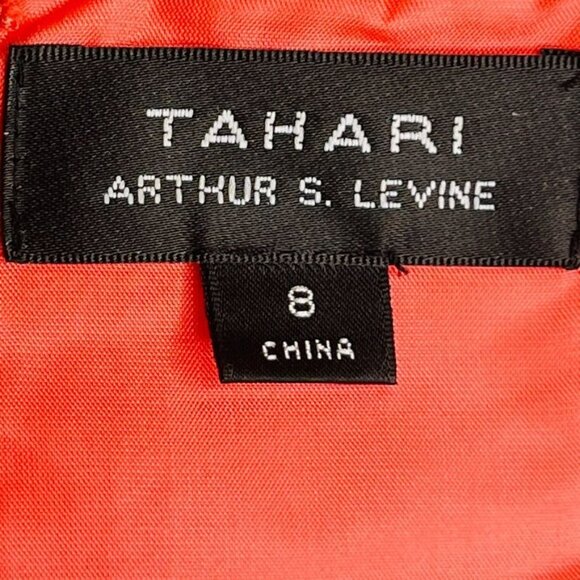 TAHARI
ARTHUR S. LEVINE
8
CHINA